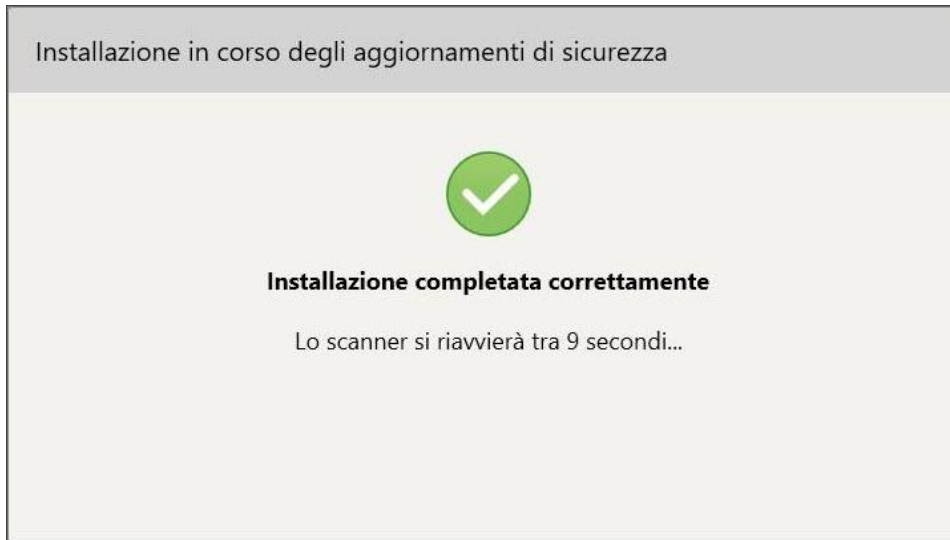 Installazione in corso degli aggiornamenti di sicurezza
Installazione completata correttamente
Lo scanner si riavvierà tra 9 secondi...